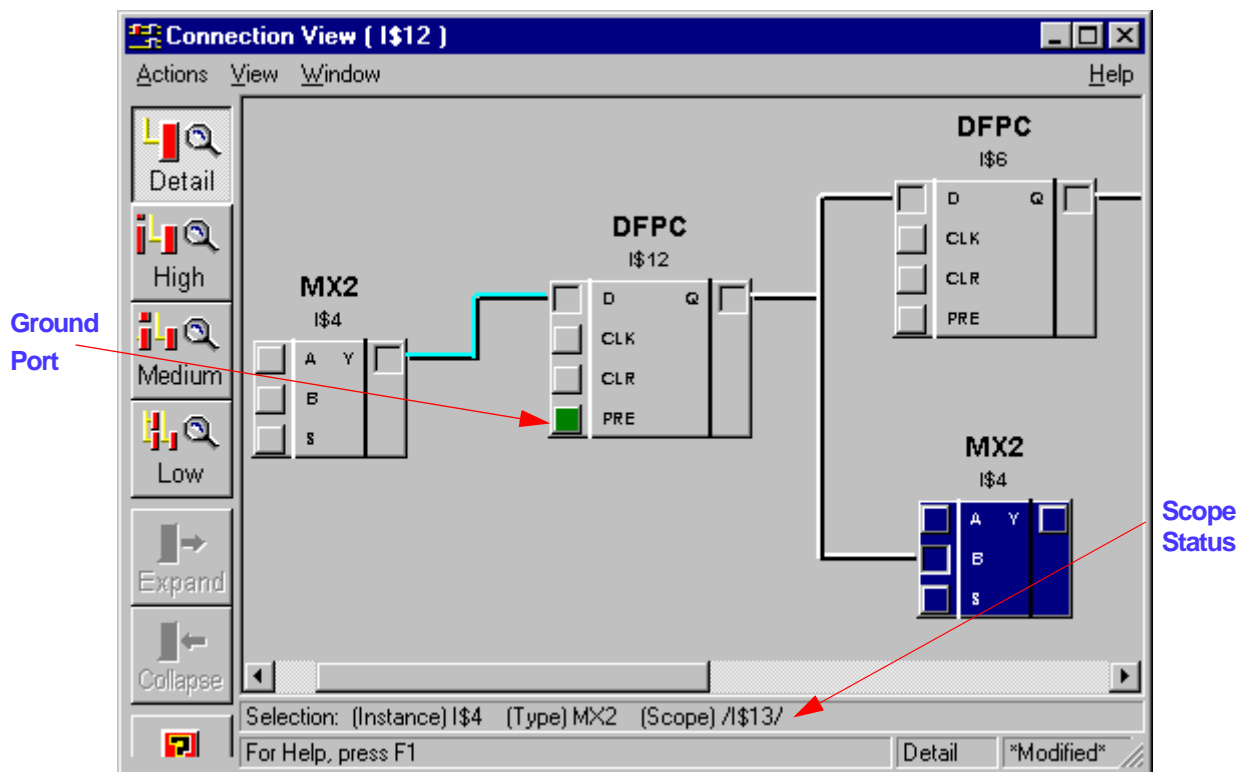 Connection View ( I$12 )
Actions View Window Help
Detail
High
Medium
Low
Expand
Collapse
Ground
Port
MX2
I$4
A Y
B
S
DFPC
I$12
D Q
CLK
CLR
PRE
DFPC
I$6
D Q
CLK
CLR
PRE
MX2
I$4
A Y
B
S
Scope
Status
Selection: (Instance) I$4 (Type) MX2 (Scope) /I$13/
For Help, press F1 Detail *Modified*